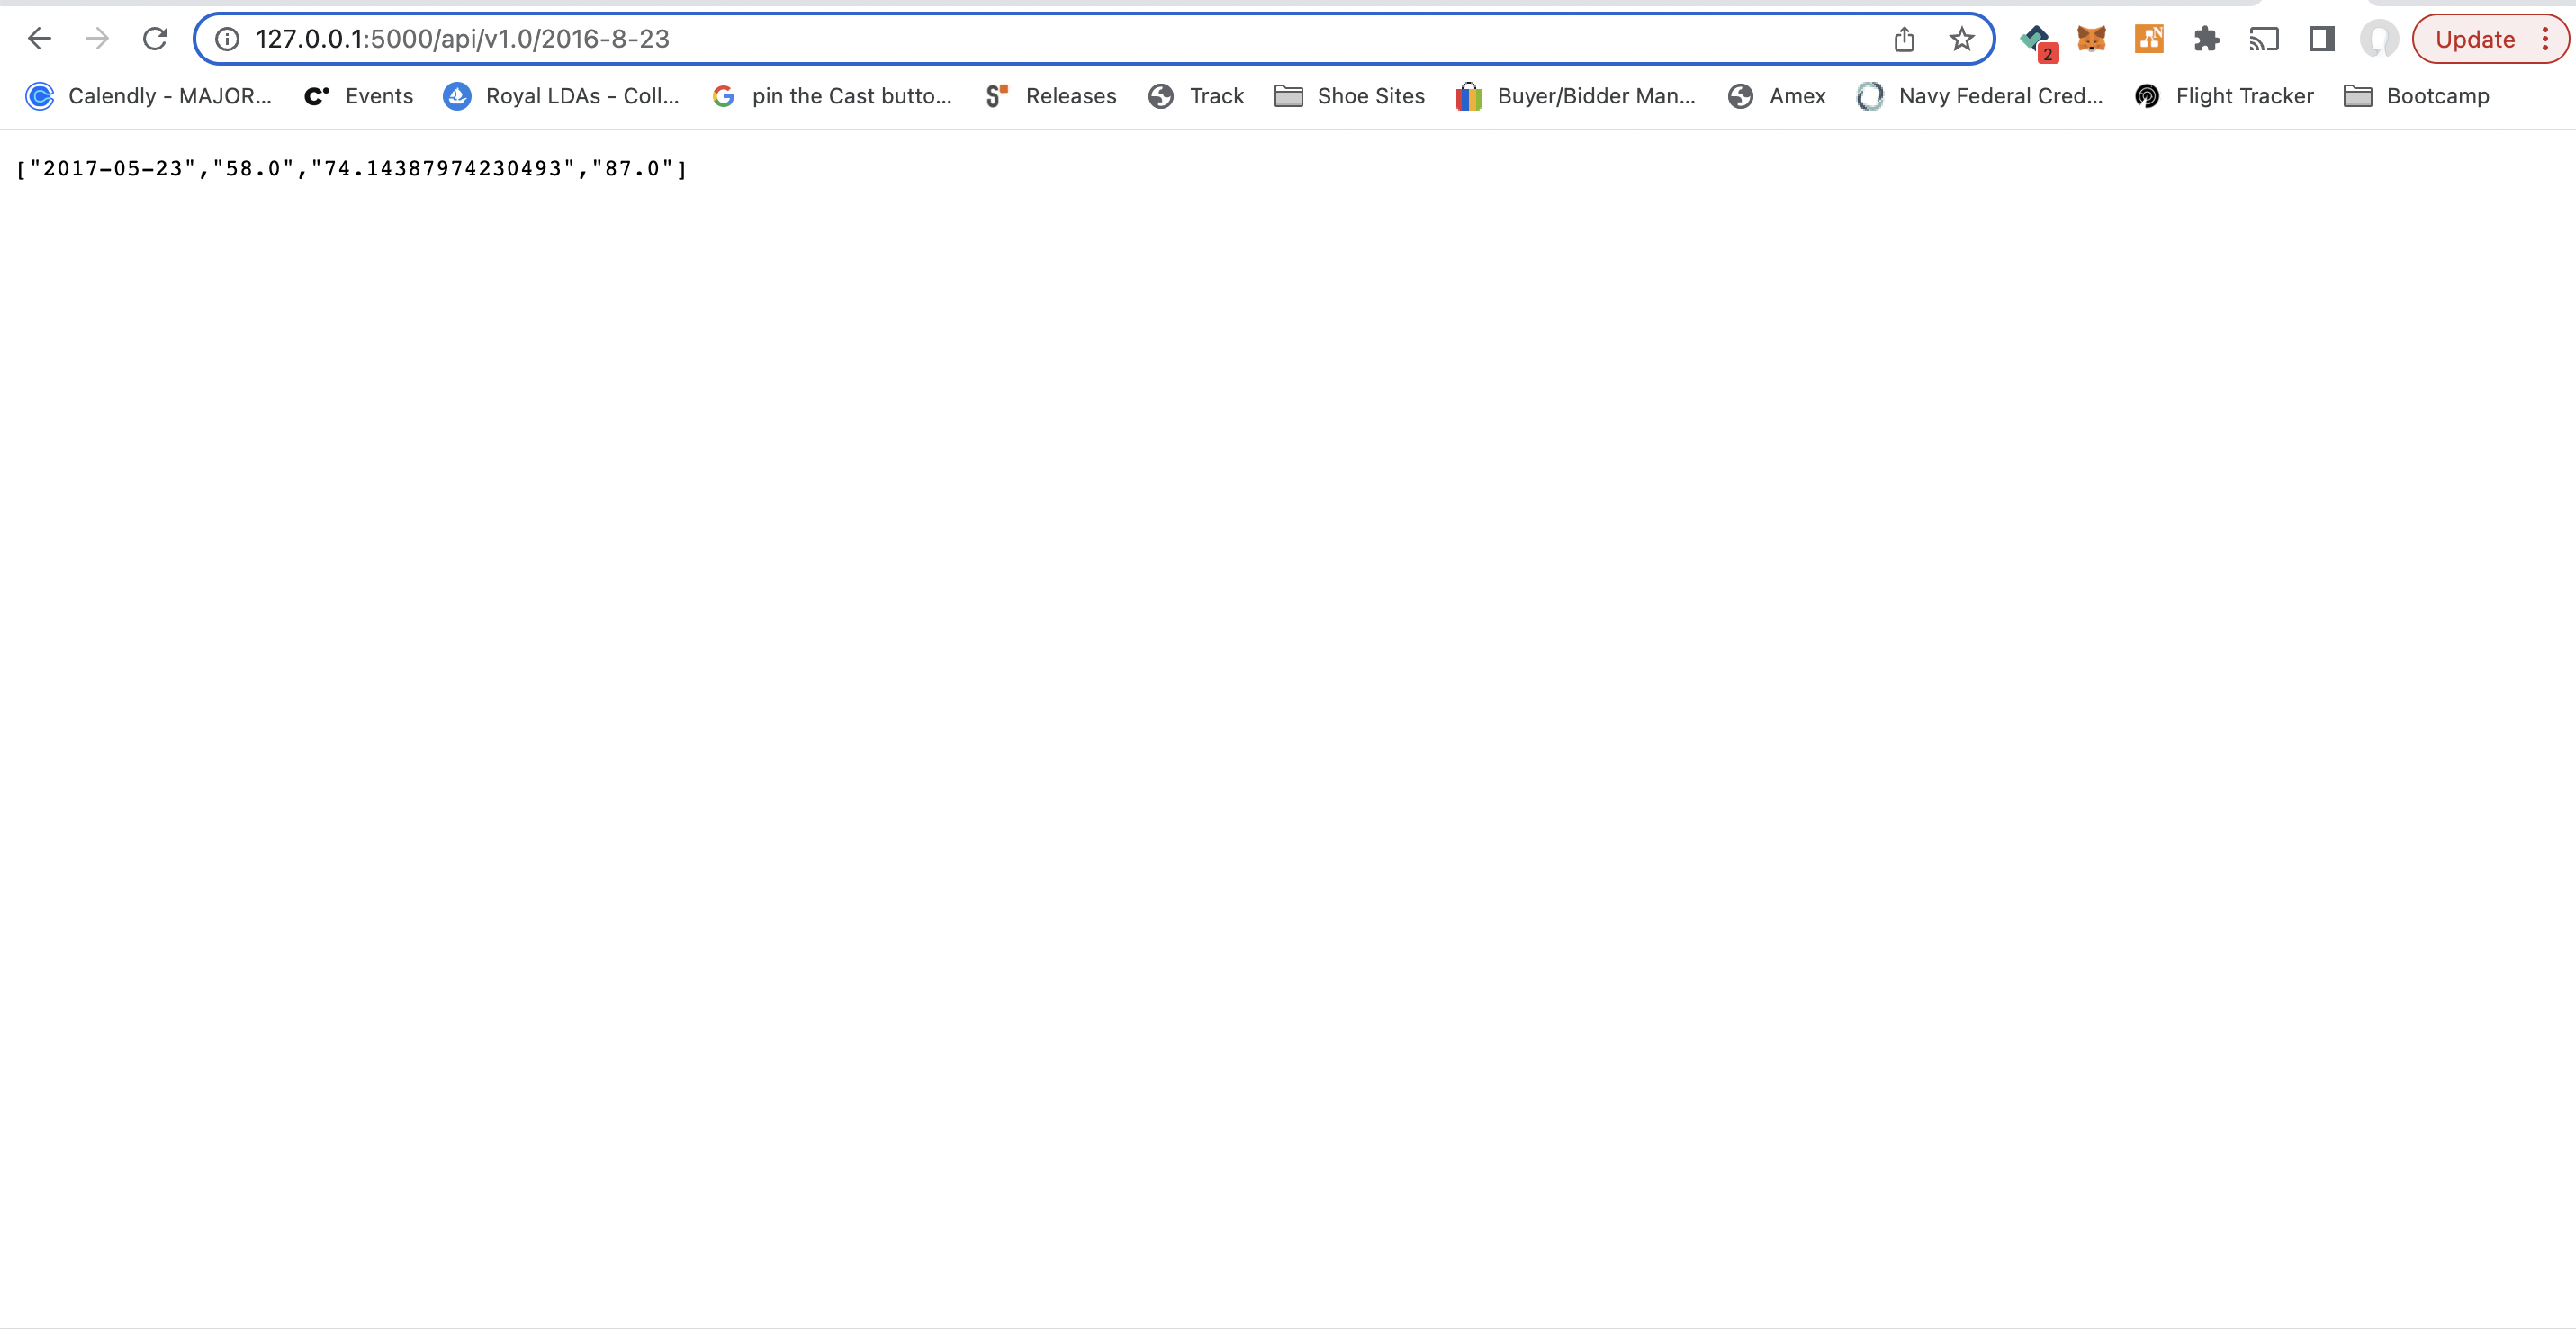 127.0.0.1:5000/api/v1.0/2016-8-23
2
Update
Calendly - MAJOR... Events Royal LDAs - Coll... pin the Cast butto... Releases Track Shoe Sites Buyer/Bidder Man... Amex Navy Federal Cred... Flight Tracker Bootcamp
["2017-05-23","58.0","74.14387974230493","87.0"]